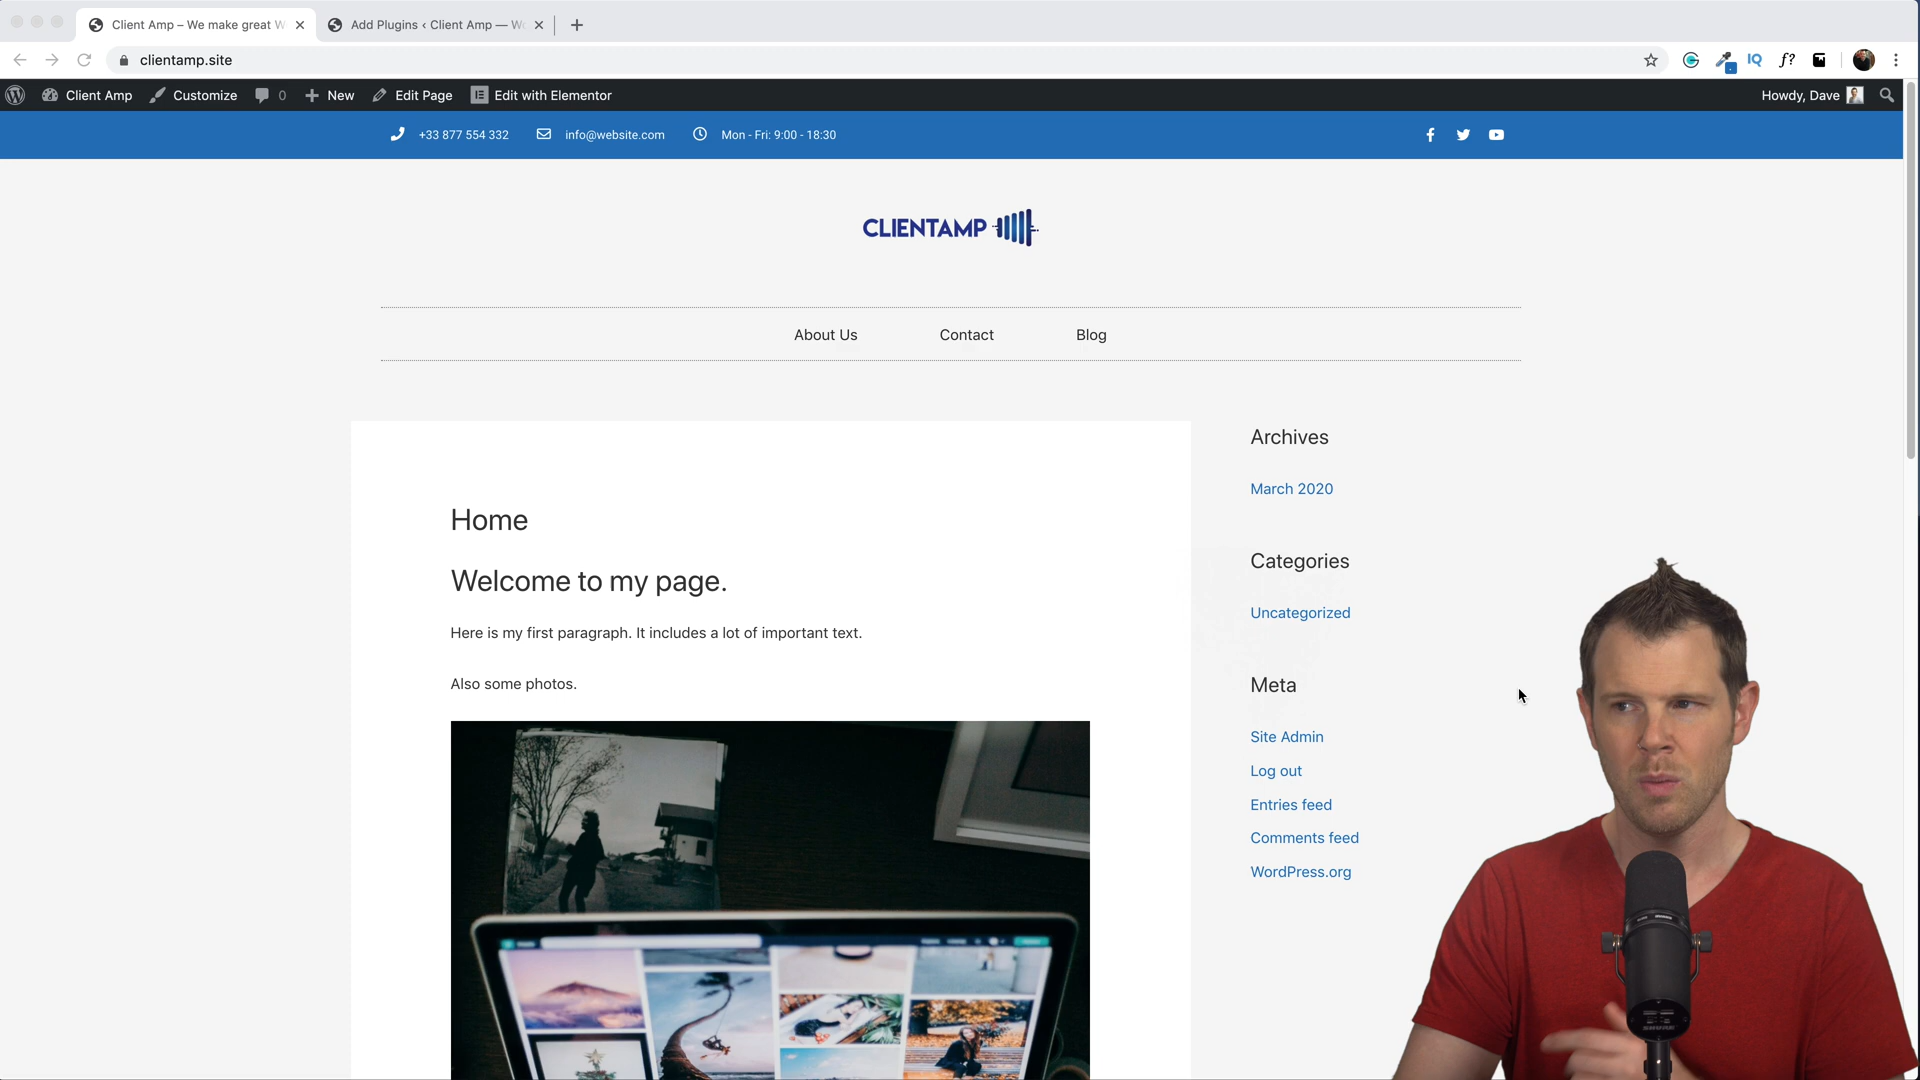 Client Amp – We make great W
Add Plugins ‹ Client Amp — Wo
clientamp.site
IQ
f?
Client Amp
Customize
0
New
Edit Page
Edit with Elementor
Howdy, Dave
+33 877 554 332
info@website.com
Mon - Fri: 9:00 - 18:30
CLIENTAMP
About Us
Contact
Blog
Archives
March 2020
Home
Welcome to my page.
Here is my first paragraph. It includes a lot of important text.
Also some photos.
Categories
Uncategorized
Meta
Site Admin
Log out
Entries feed
Comments feed
WordPress.org